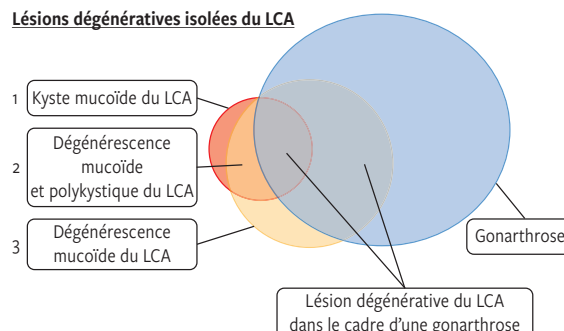 Lésions dégénératives isolées du LCA
1 Kyste mucoïde du LCA
2 Dégénérescence
mucoïde
et polykystique du LCA
3 Dégénérescence
mucoïde du LCA
Gonarthrose
Lésion dégénérative du LCA
dans le cadre d'une gonarthrose